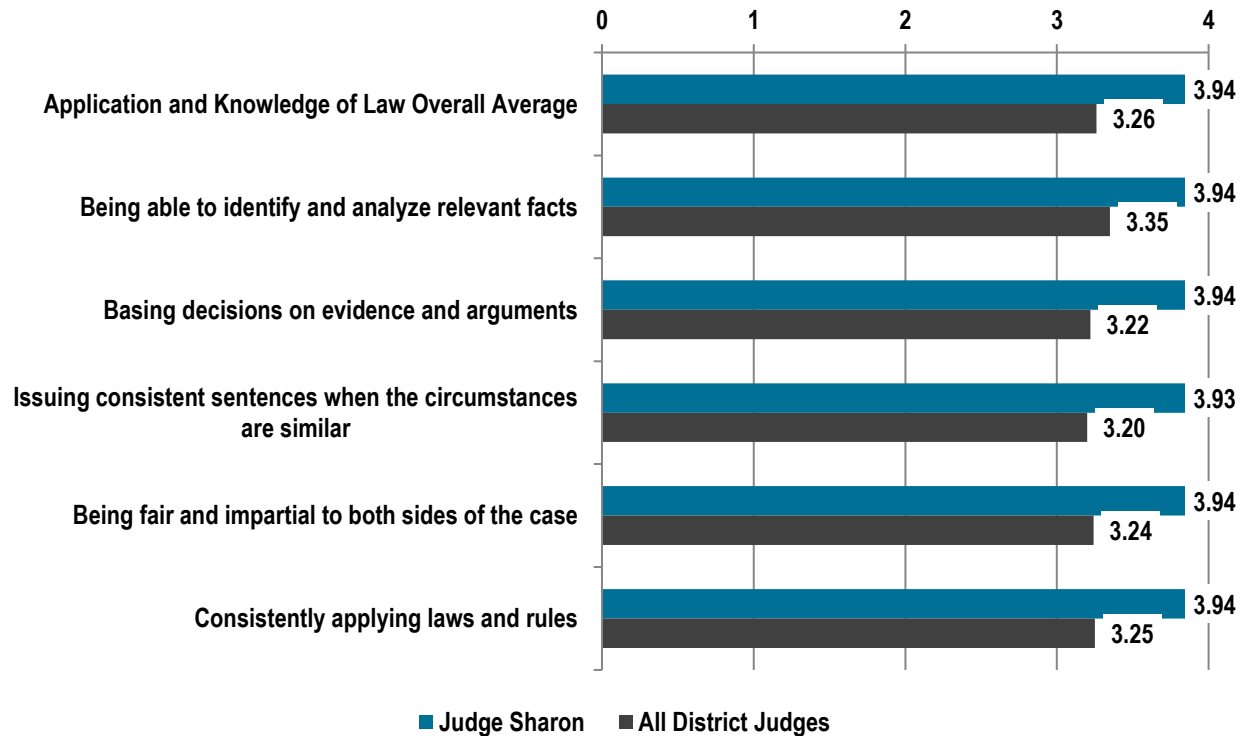 0 1 2 3 4
Application and Knowledge of Law Overall Average
3.94
3.26
Being able to identify and analyze relevant facts
3.94
3.35
Basing decisions on evidence and arguments
3.94
3.22
Issuing consistent sentences when the circumstances
are similar
3.93
3.20
Being fair and impartial to both sides of the case
3.94
3.24
Consistently applying laws and rules
3.94
3.25
Judge Sharon All District Judges